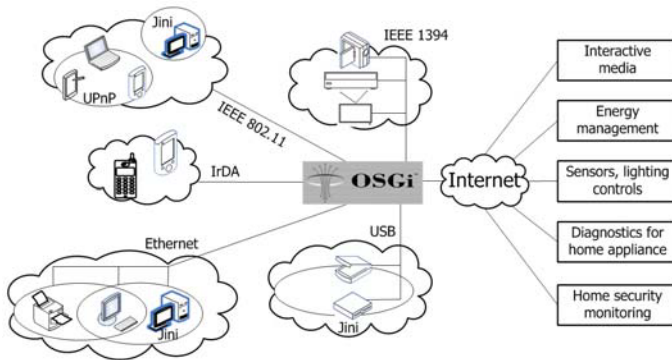 Jini
UPnP
IEEE 802.11
IEEE 1394
IrDA
OSGi
Ethernet
Jini
USB
Jini
Internet
Interactive
media
Energy
management
Sensors, lighting
controls
Diagnostics for
home appliance
Home security
monitoring